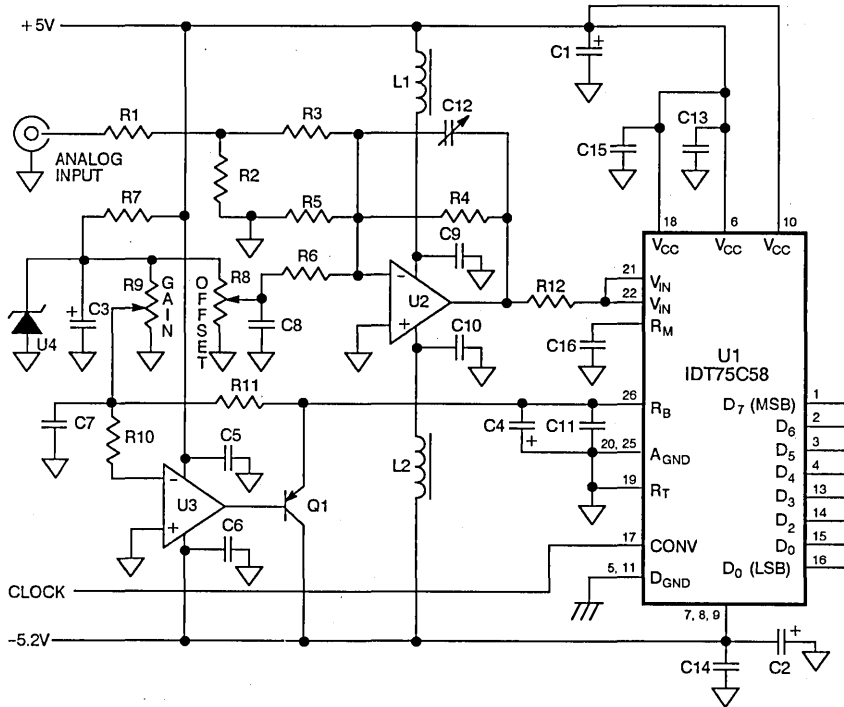 +5V
C1 +
L1
C12
R1
R3
ANALOG
INPUT
R2
C15
C13
R7
R5
R4
18 6 10
VCC VCC VCC
C9
R6
R9
GAIN
OFFSET
R8
+ C3
U4
C8
−
+
U2
R12
21 VIN
22 VIN
RM
C16
C10
U1
IDT75C58
R11
26 RB
C7
R10
C4 +
C11
20, 25 AGND
19 RT
L2
C5
−
+
U3
Q1
C6
D7 (MSB) 1
D6 2
D5 3
D4 4
D3 13
D2 14
D0 15
D0 (LSB) 16
17 CONV
5, 11 DGND
CLOCK
7, 8, 9
−5.2V
C14
C2 +